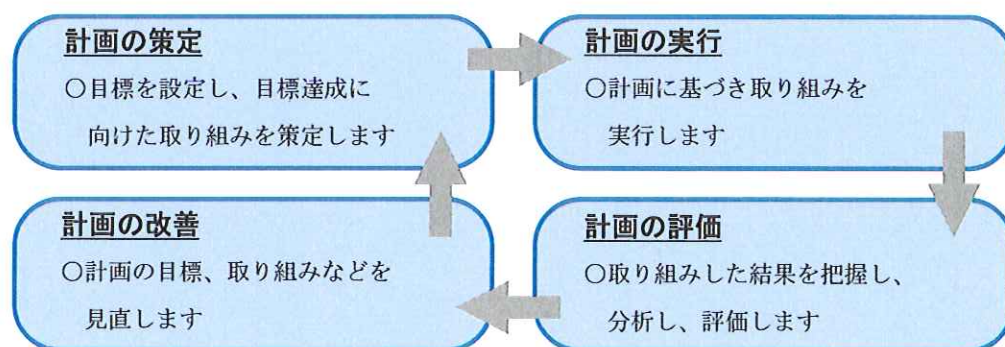 計画の策定
○目標を設定し、目標達成に
向けた取り組みを策定します
計画の実行
○計画に基づき取り組みを
実行します
計画の改善
○計画の目標、取り組みなどを
見直します
計画の評価
○取り組みした結果を把握し、
分析し、評価します